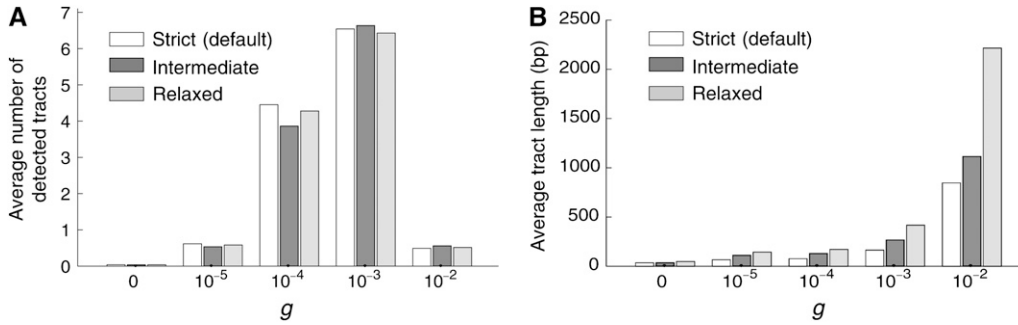 A
Average number of
detected tracts
7
6
5
4
3
2
1
0
Strict (default)
Intermediate
Relaxed
0
10⁻⁵
10⁻⁴
10⁻³
10⁻²
g
B
Average tract length (bp)
2500
2000
1500
1000
500
0
Strict (default)
Intermediate
Relaxed
0
10⁻⁵
10⁻⁴
10⁻³
10⁻²
g